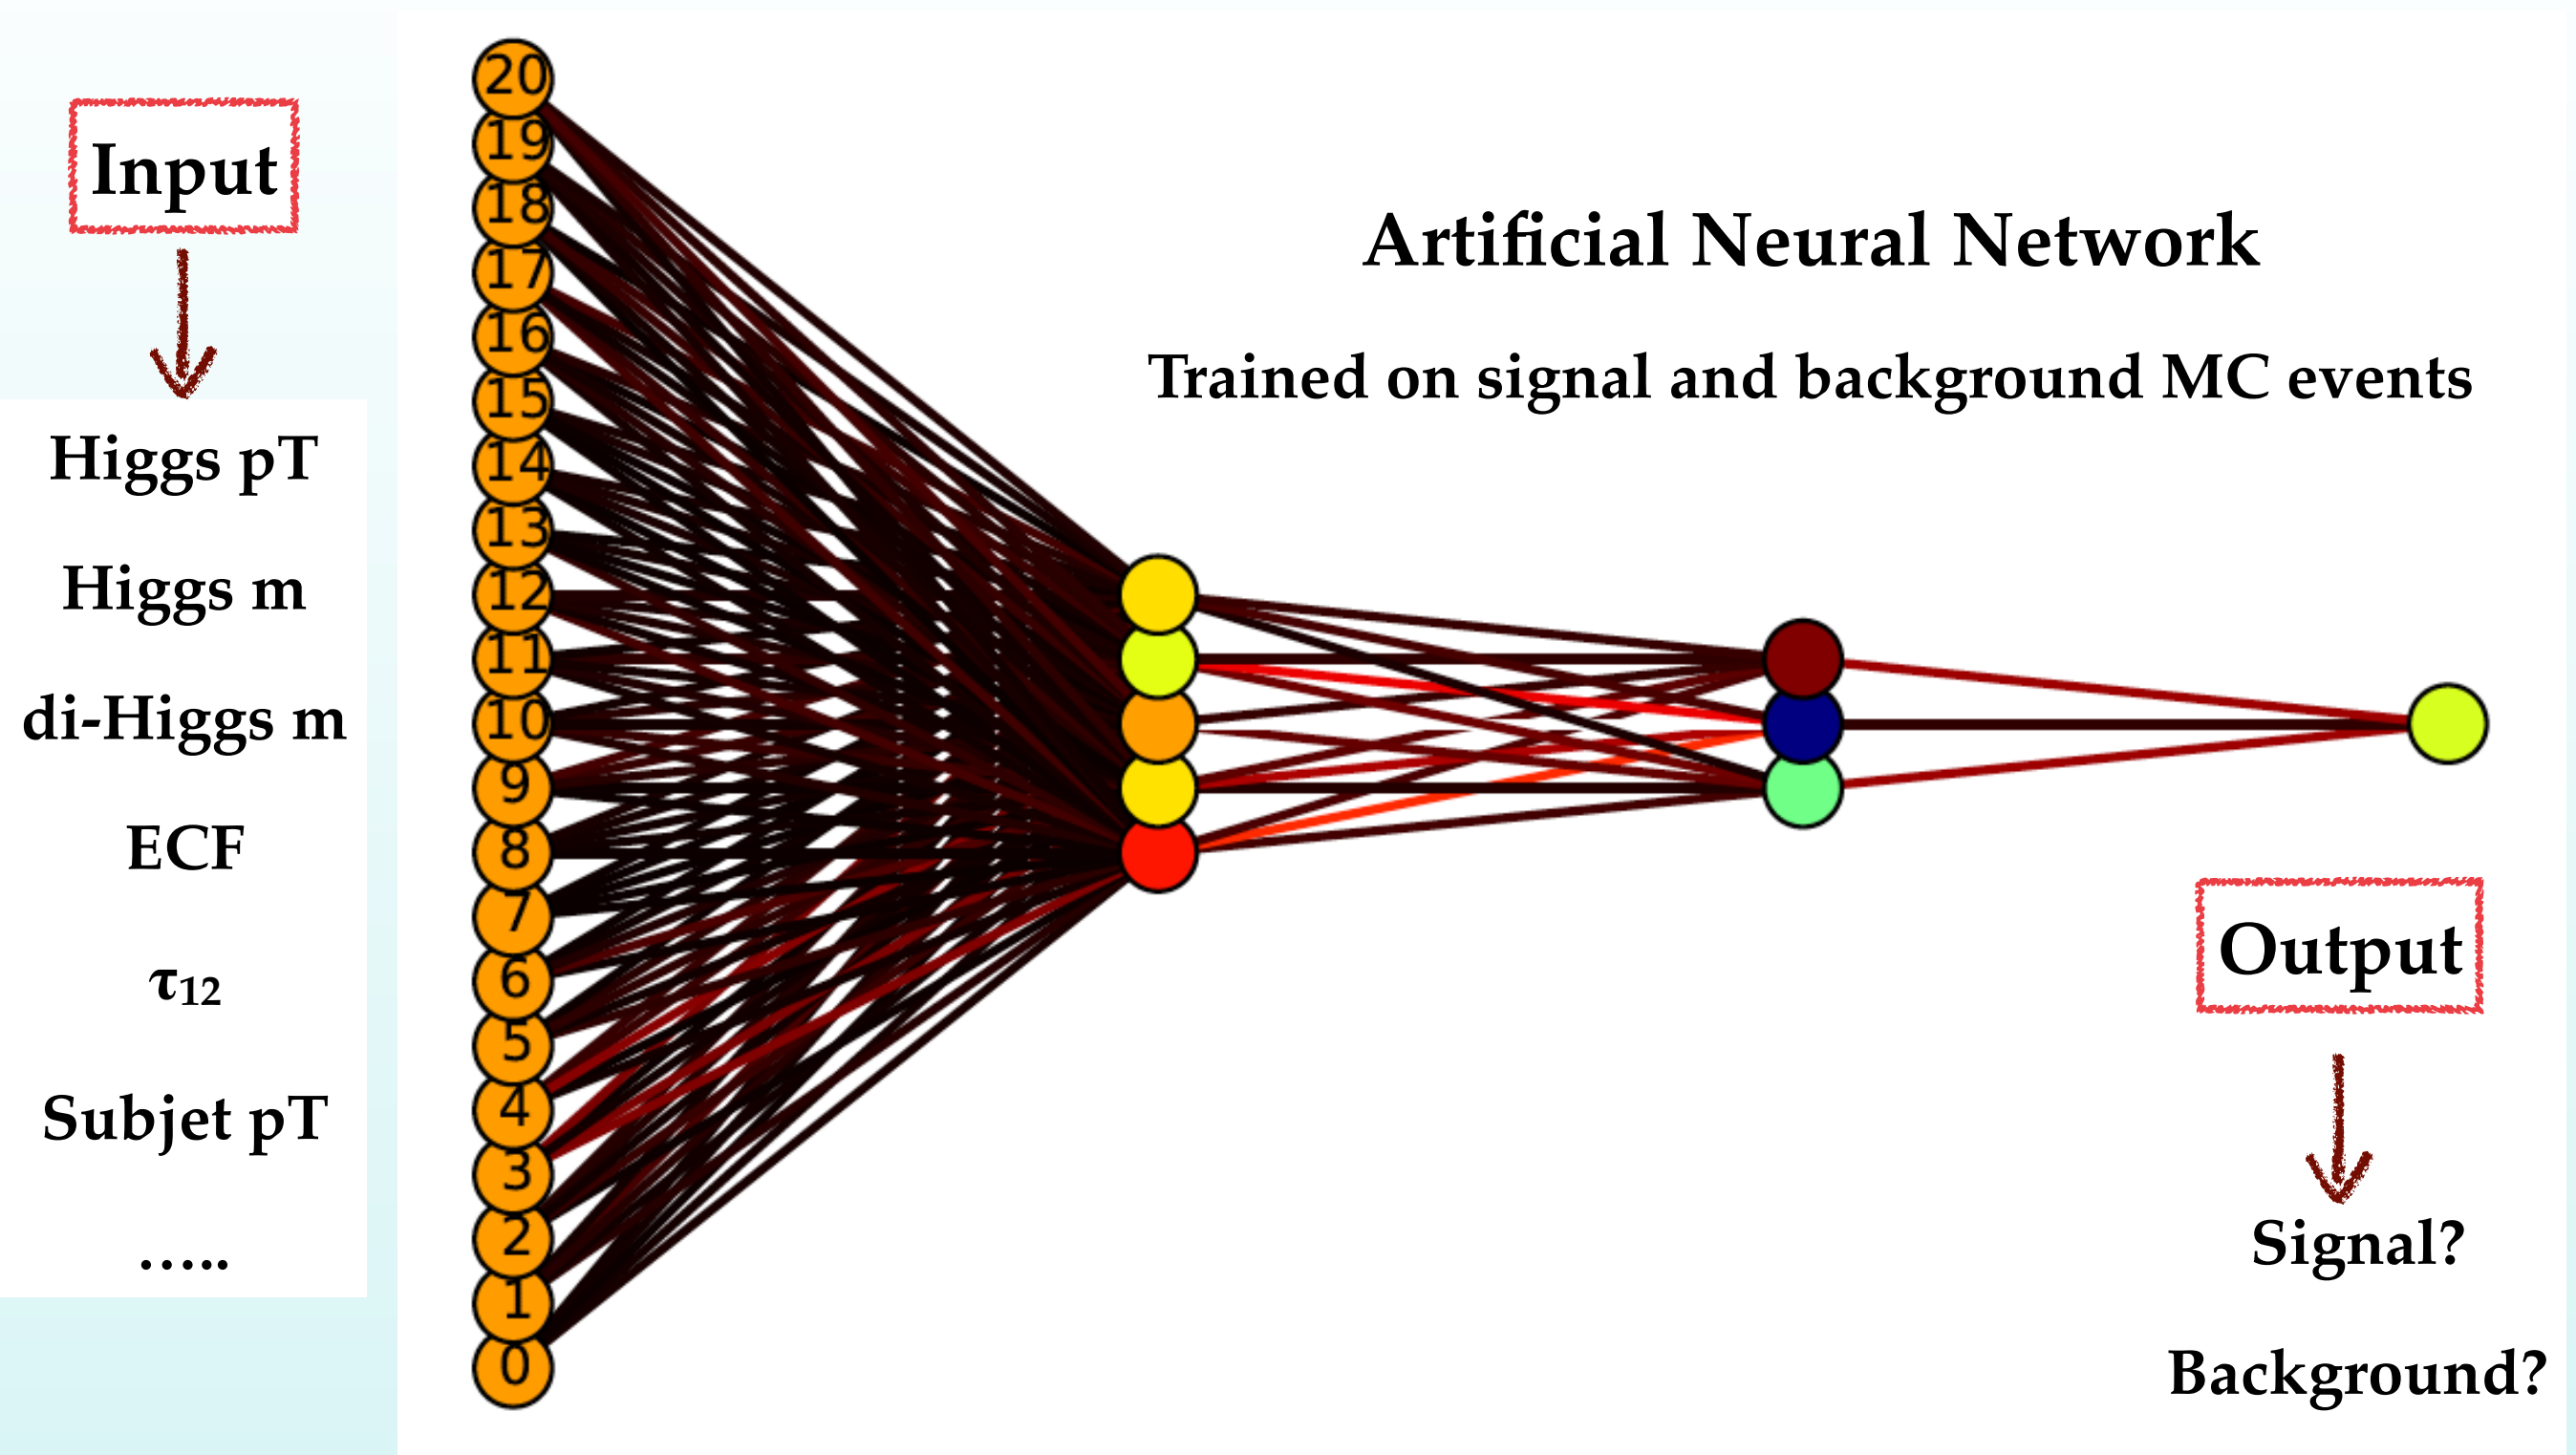 Input
Higgs pT
Higgs m
di-Higgs m
ECF
τ12
Subjet pT
.....
20
19
18
17
16
15
14
13
12
11
10
9
8
7
6
5
4
3
2
1
0
Artificial Neural Network
Trained on signal and background MC events
Output
Signal?
Background?